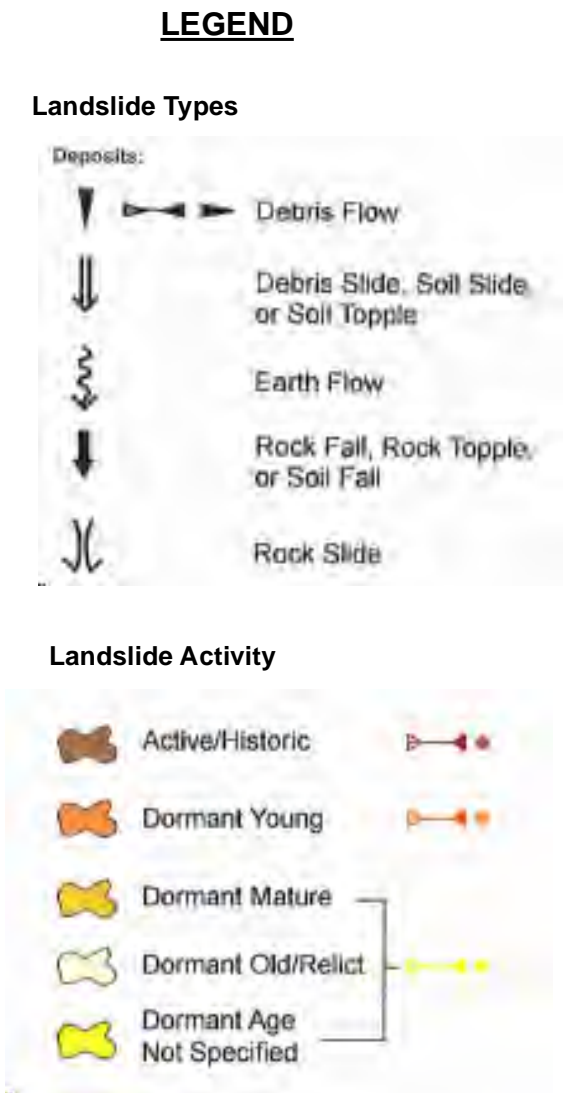 LEGEND
Landslide Types
Deposits:
Debris Flow
Debris Slide, Soil Slide,
or Soil Topple
Earth Flow
Rock Fall, Rock Topple,
or Soil Fall
Rock Slide
Landslide Activity
Active/Historic
Dormant Young
Dormant Mature
Dormant Old/Relict
Dormant Age
Not Specified